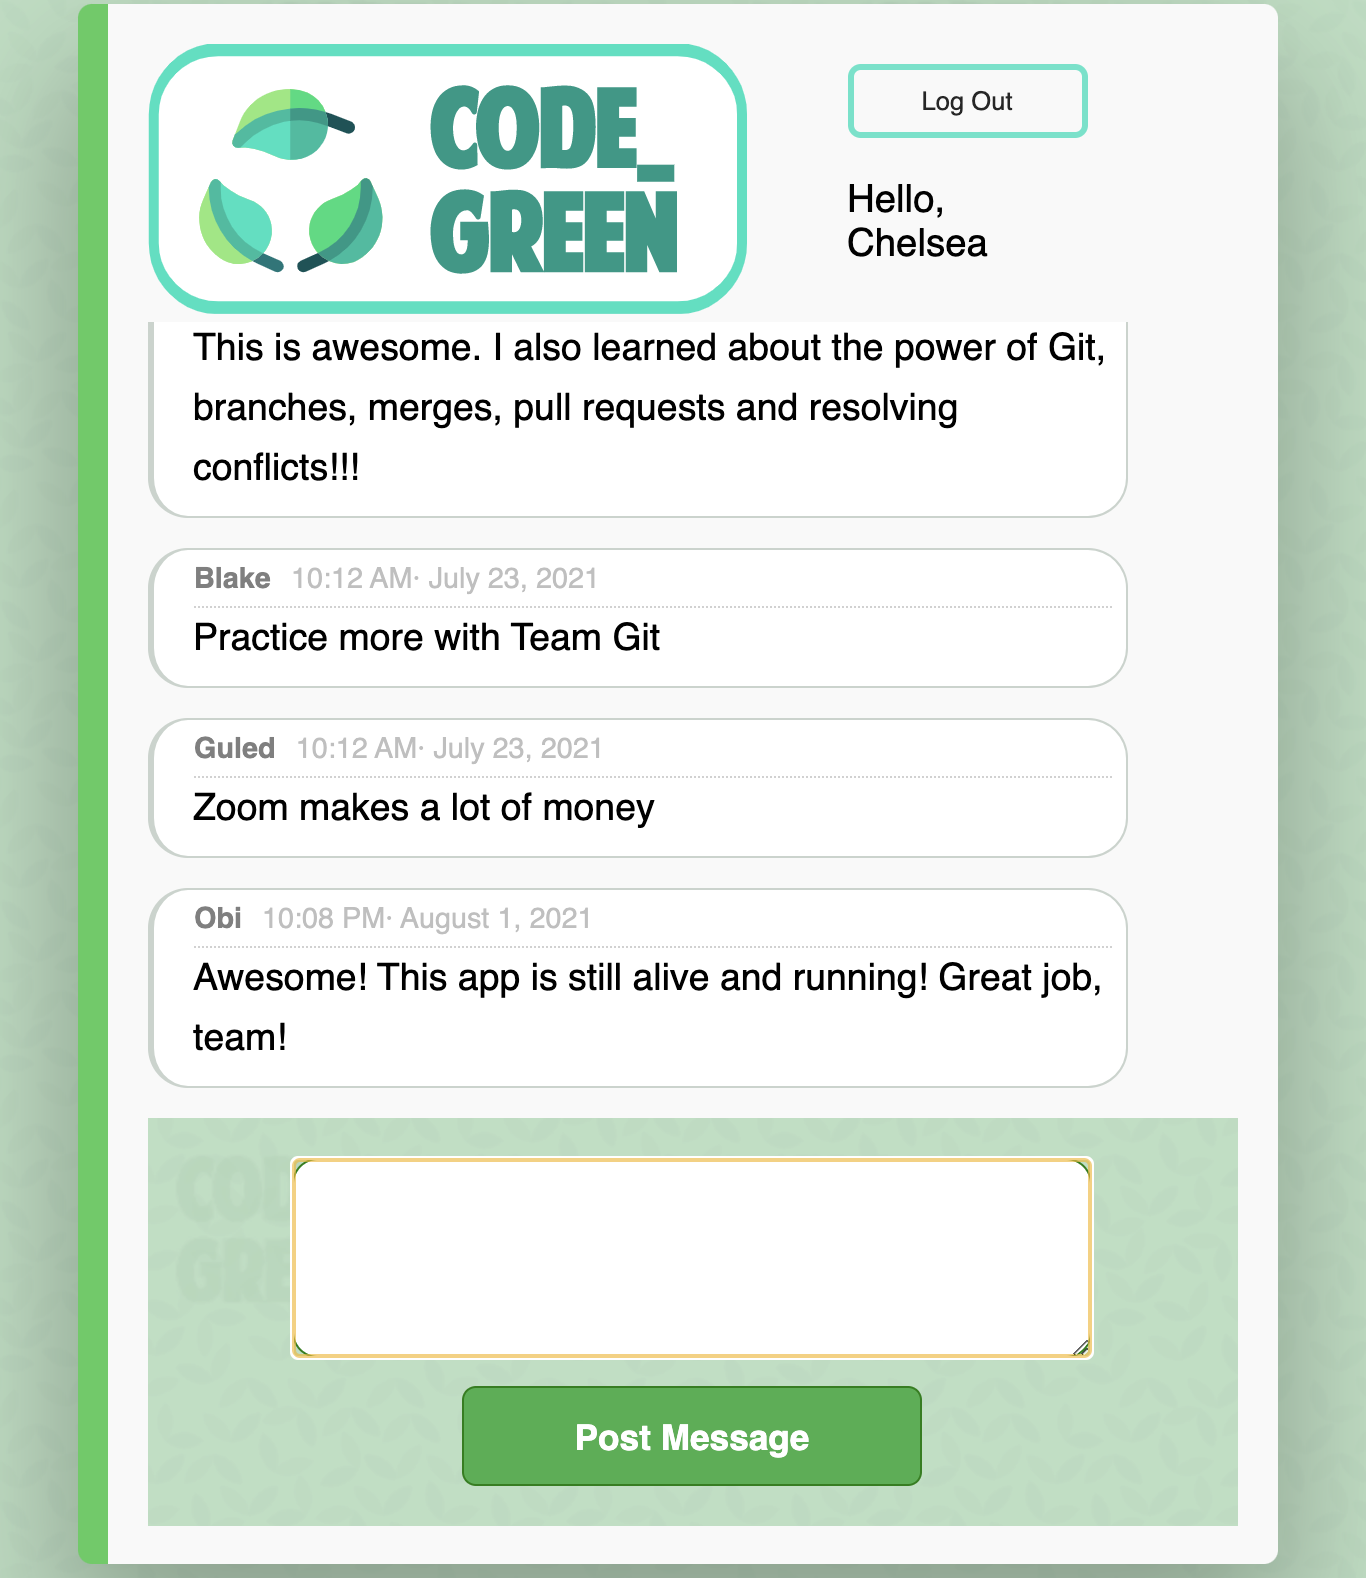 CODE_
GREEN
Log Out
Hello,
Chelsea
This is awesome. I also learned about the power of Git,
branches, merges, pull requests and resolving
conflicts!!!
Blake 10:12 AM· July 23, 2021
Practice more with Team Git
Guled 10:12 AM· July 23, 2021
Zoom makes a lot of money
Obi 10:08 PM· August 1, 2021
Awesome! This app is still alive and running! Great job,
team!
COD
GRE
Post Message